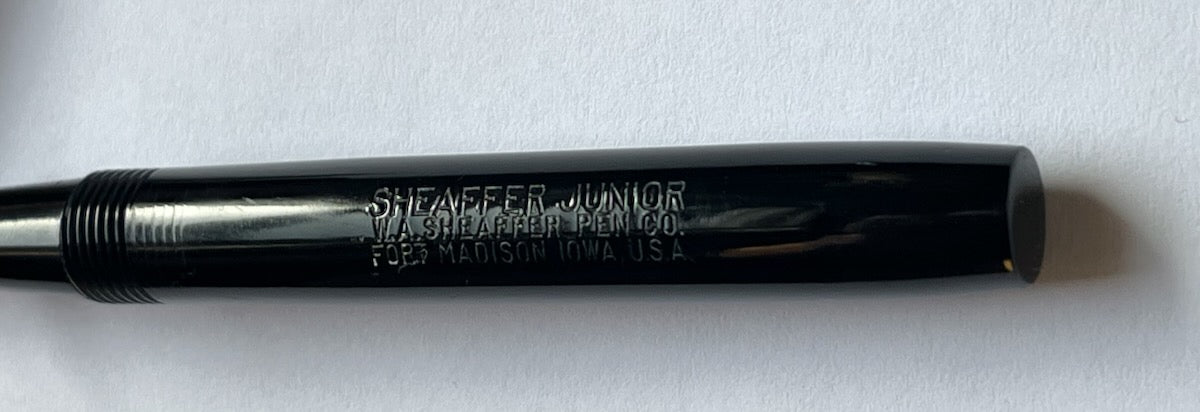 SHEAFFER JUNIOR
W.A. SHEAFFER PEN CO.
FORT MADISON IOWA, U.S.A